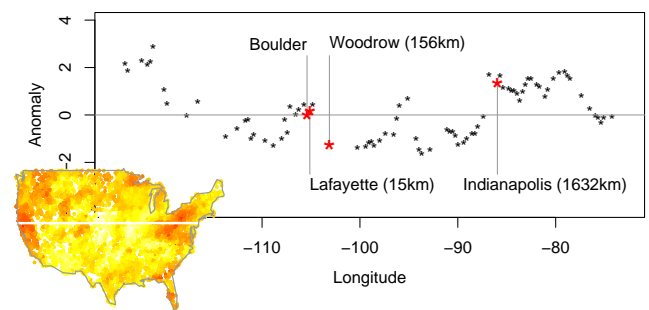 4
2
0
−2
Anomaly
Boulder
Woodrow (156km)
Lafayette (15km)
Indianapolis (1632km)
−110
−100
−90
−80
Longitude